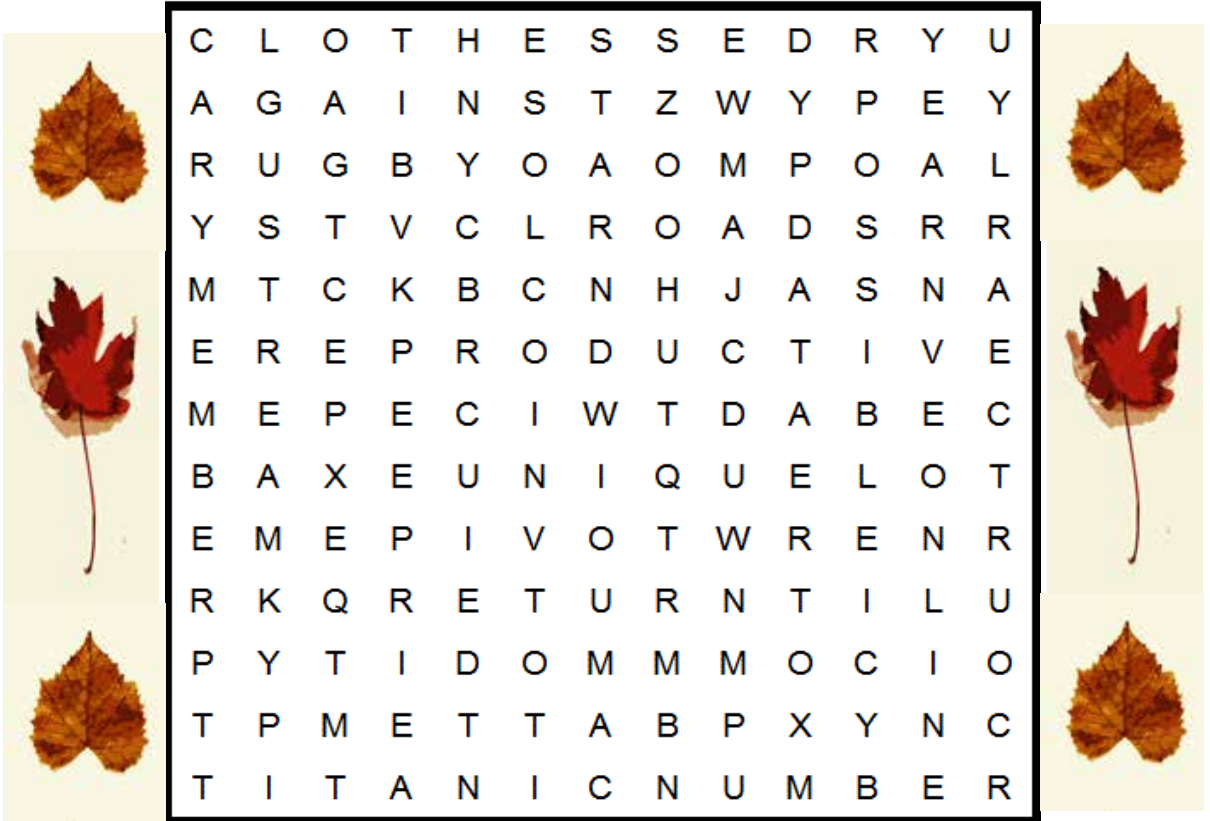 C L O T H E S S E D R Y U
A G A I N S T Z W Y P E Y
R U G B Y O A O M P O A L
Y S T V C L R O A D S R R
M T C K B C N H J A S N A
E R E P R O D U C T I V E
M E P E C I W T D A B E C
B A X E U N I Q U E L O T
E M E P I V O T W R E N R
R K Q R E T U R N T I L U
P Y T I D O M M M O C I O
T P M E T T A B P X Y N C
T I T A N I C N U M B E R